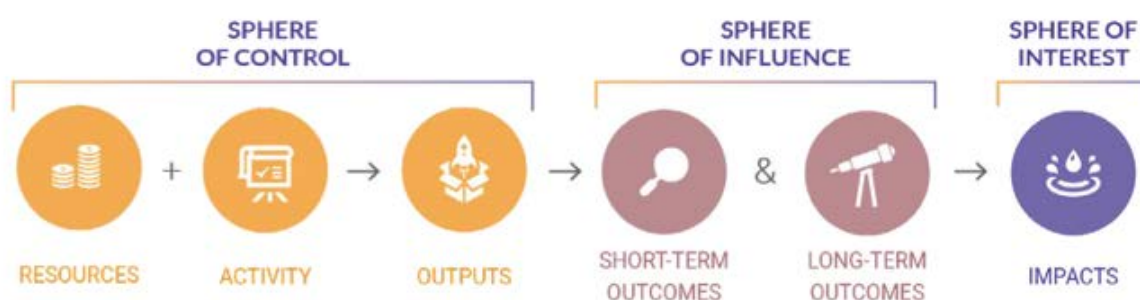 SPHERE
OF CONTROL
SPHERE
OF INFLUENCE
SPHERE OF
INTEREST
+
&
RESOURCES
ACTIVITY
OUTPUTS
SHORT-TERM
OUTCOMES
LONG-TERM
OUTCOMES
IMPACTS